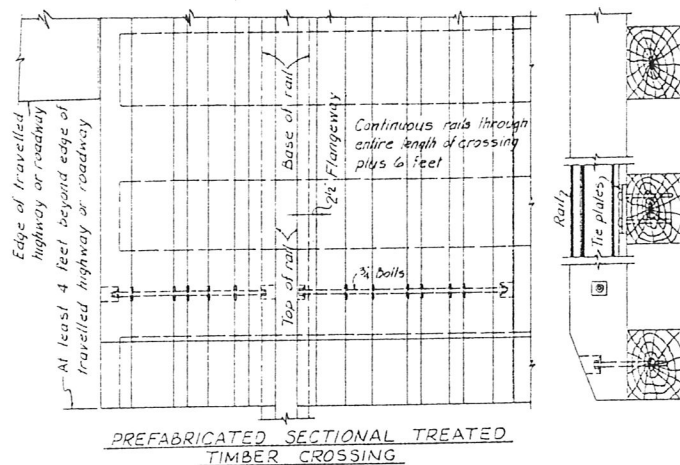 Edge of travelled
highway or roadway
At least 4 feet beyond edge of
travelled highway or roadway
Base of rail
Top of rail
2½" Flangeway
Continuous rails through
entire length of crossing
plus 6 feet
¾" Bolts
Rail
Tie plates
PREFABRICATED SECTIONAL TREATED
TIMBER CROSSING